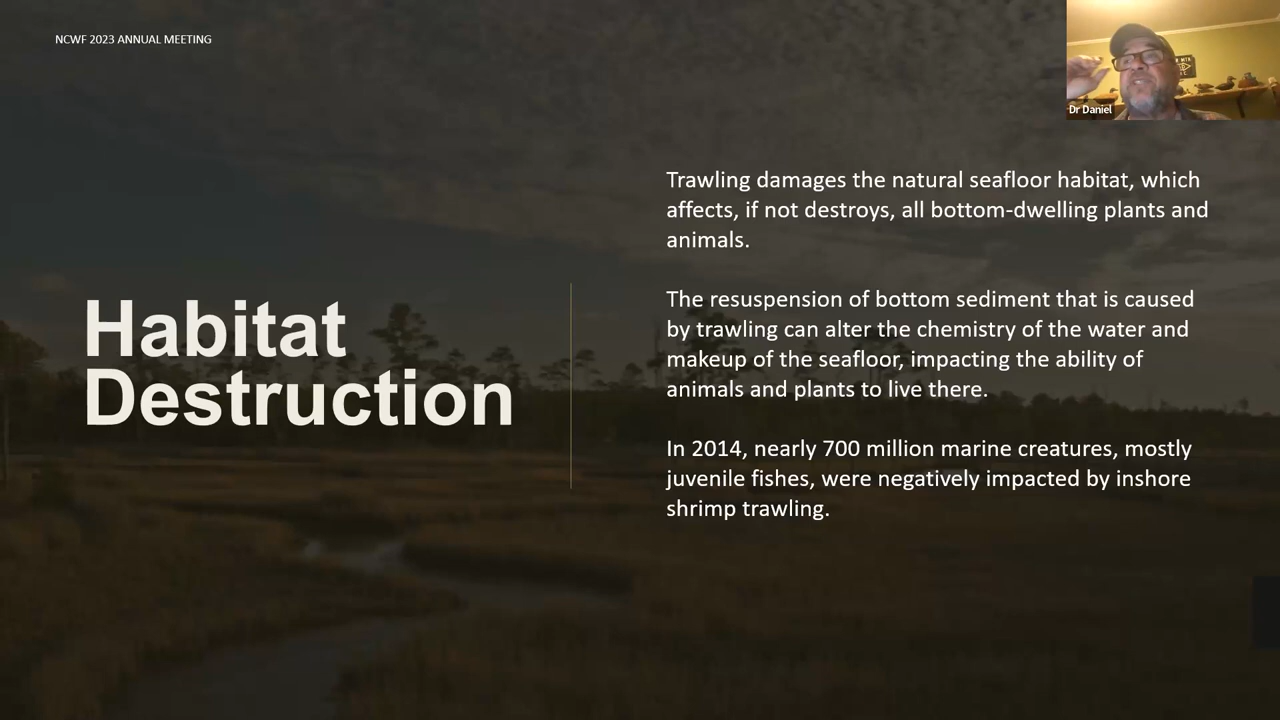 NCWF 2023 ANNUAL MEETING
Dr Daniel
Habitat
Destruction
Trawling damages the natural seafloor habitat, which
affects, if not destroys, all bottom-dwelling plants and
animals.
The resuspension of bottom sediment that is caused
by trawling can alter the chemistry of the water and
makeup of the seafloor, impacting the ability of
animals and plants to live there.
In 2014, nearly 700 million marine creatures, mostly
juvenile fishes, were negatively impacted by inshore
shrimp trawling.